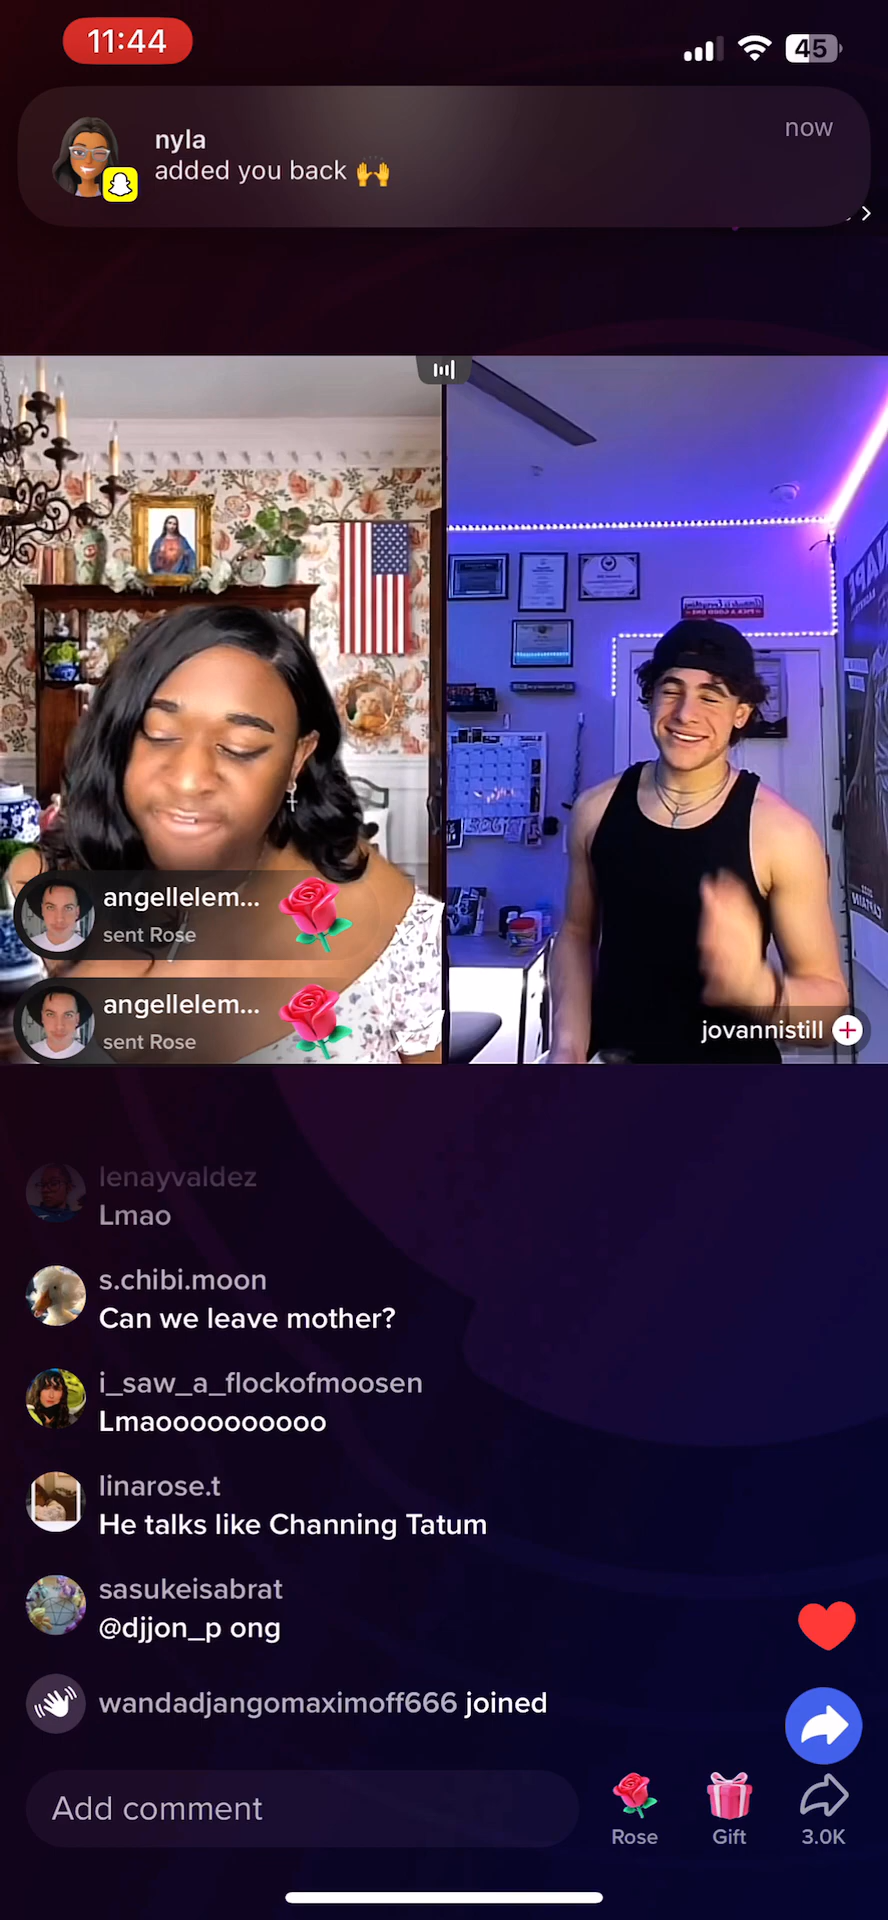 11:44
45
nyla
now
added you back 🙌
angellelem...
sent Rose
angellelem...
sent Rose
jovannistill
lenayvaldez
Lmao
s.chibi.moon
Can we leave mother?
i_saw_a_flockofmoosen
Lmaoooooooooo
linarose.t
He talks like Channing Tatum
sasukeisabrat
@djjon_p ong
wandadjangomaximoff666 joined
Add comment
Rose
Gift
3.0K